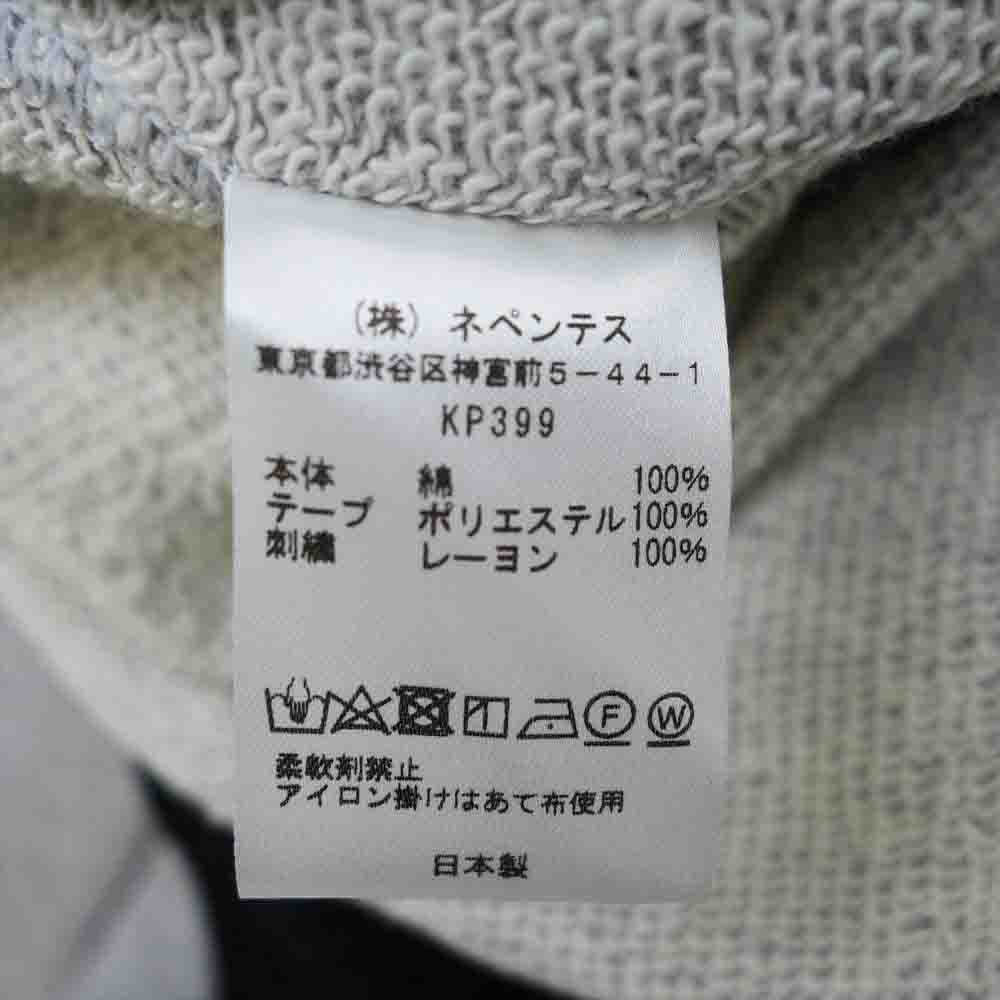 (株) ネペンテス
東京都渋谷区神宮前5-44-1
KP399
本体 綿 100%
テープ ポリエステル 100%
刺繍 レーヨン 100%
F W
柔軟剤禁止
アイロン掛けはあて布使用
日本製